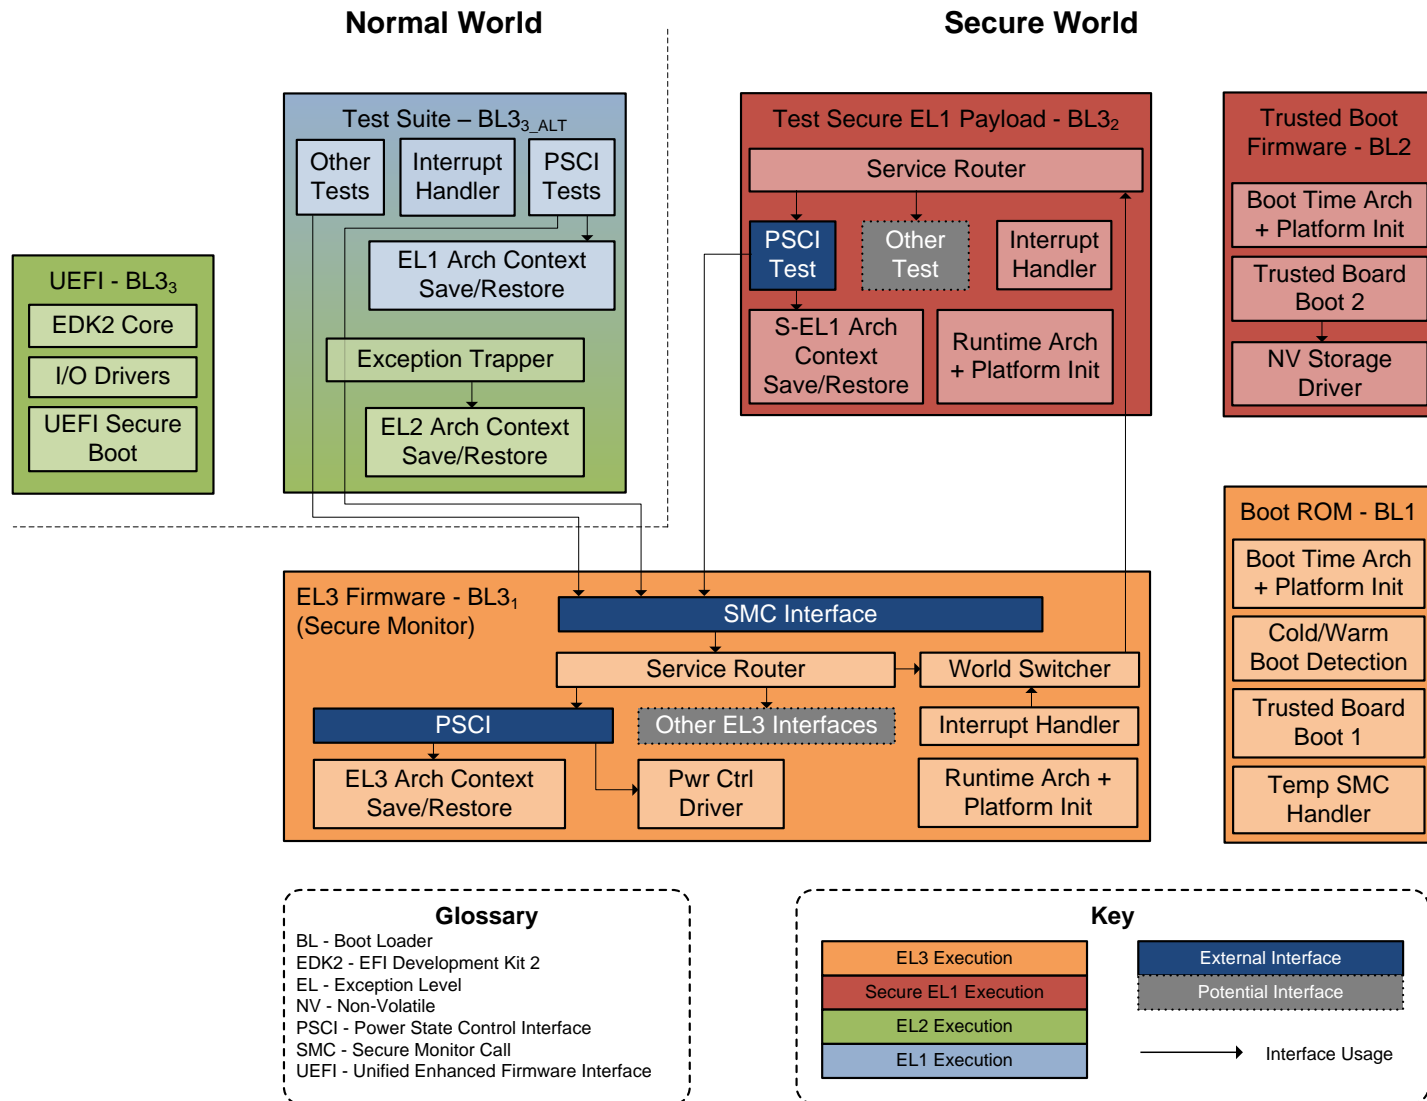 Normal World
Secure World
Test Suite – BL3₃_ALT
Other
Tests
Interrupt
Handler
PSCI
Tests
EL1 Arch Context
Save/Restore
Exception Trapper
EL2 Arch Context
Save/Restore
UEFI - BL3₃
EDK2 Core
I/O Drivers
UEFI Secure
Boot
Test Secure EL1 Payload - BL3₂
Service Router
PSCI
Test
Other
Test
Interrupt
Handler
S-EL1 Arch
Context
Save/Restore
Runtime Arch
+ Platform Init
Trusted Boot
Firmware - BL2
Boot Time Arch
+ Platform Init
Trusted Board
Boot 2
NV Storage
Driver
EL3 Firmware - BL3₁
(Secure Monitor)
SMC Interface
Service Router
World Switcher
PSCI
Other EL3 Interfaces
Interrupt Handler
EL3 Arch Context
Save/Restore
Pwr Ctrl
Driver
Runtime Arch +
Platform Init
Boot ROM - BL1
Boot Time Arch
+ Platform Init
Cold/Warm
Boot Detection
Trusted Board
Boot 1
Temp SMC
Handler
Glossary
BL - Boot Loader
EDK2 - EFI Development Kit 2
EL - Exception Level
NV - Non-Volatile
PSCI - Power State Control Interface
SMC - Secure Monitor Call
UEFI - Unified Enhanced Firmware Interface
Key
EL3 Execution
Secure EL1 Execution
EL2 Execution
EL1 Execution
External Interface
Potential Interface
Interface Usage